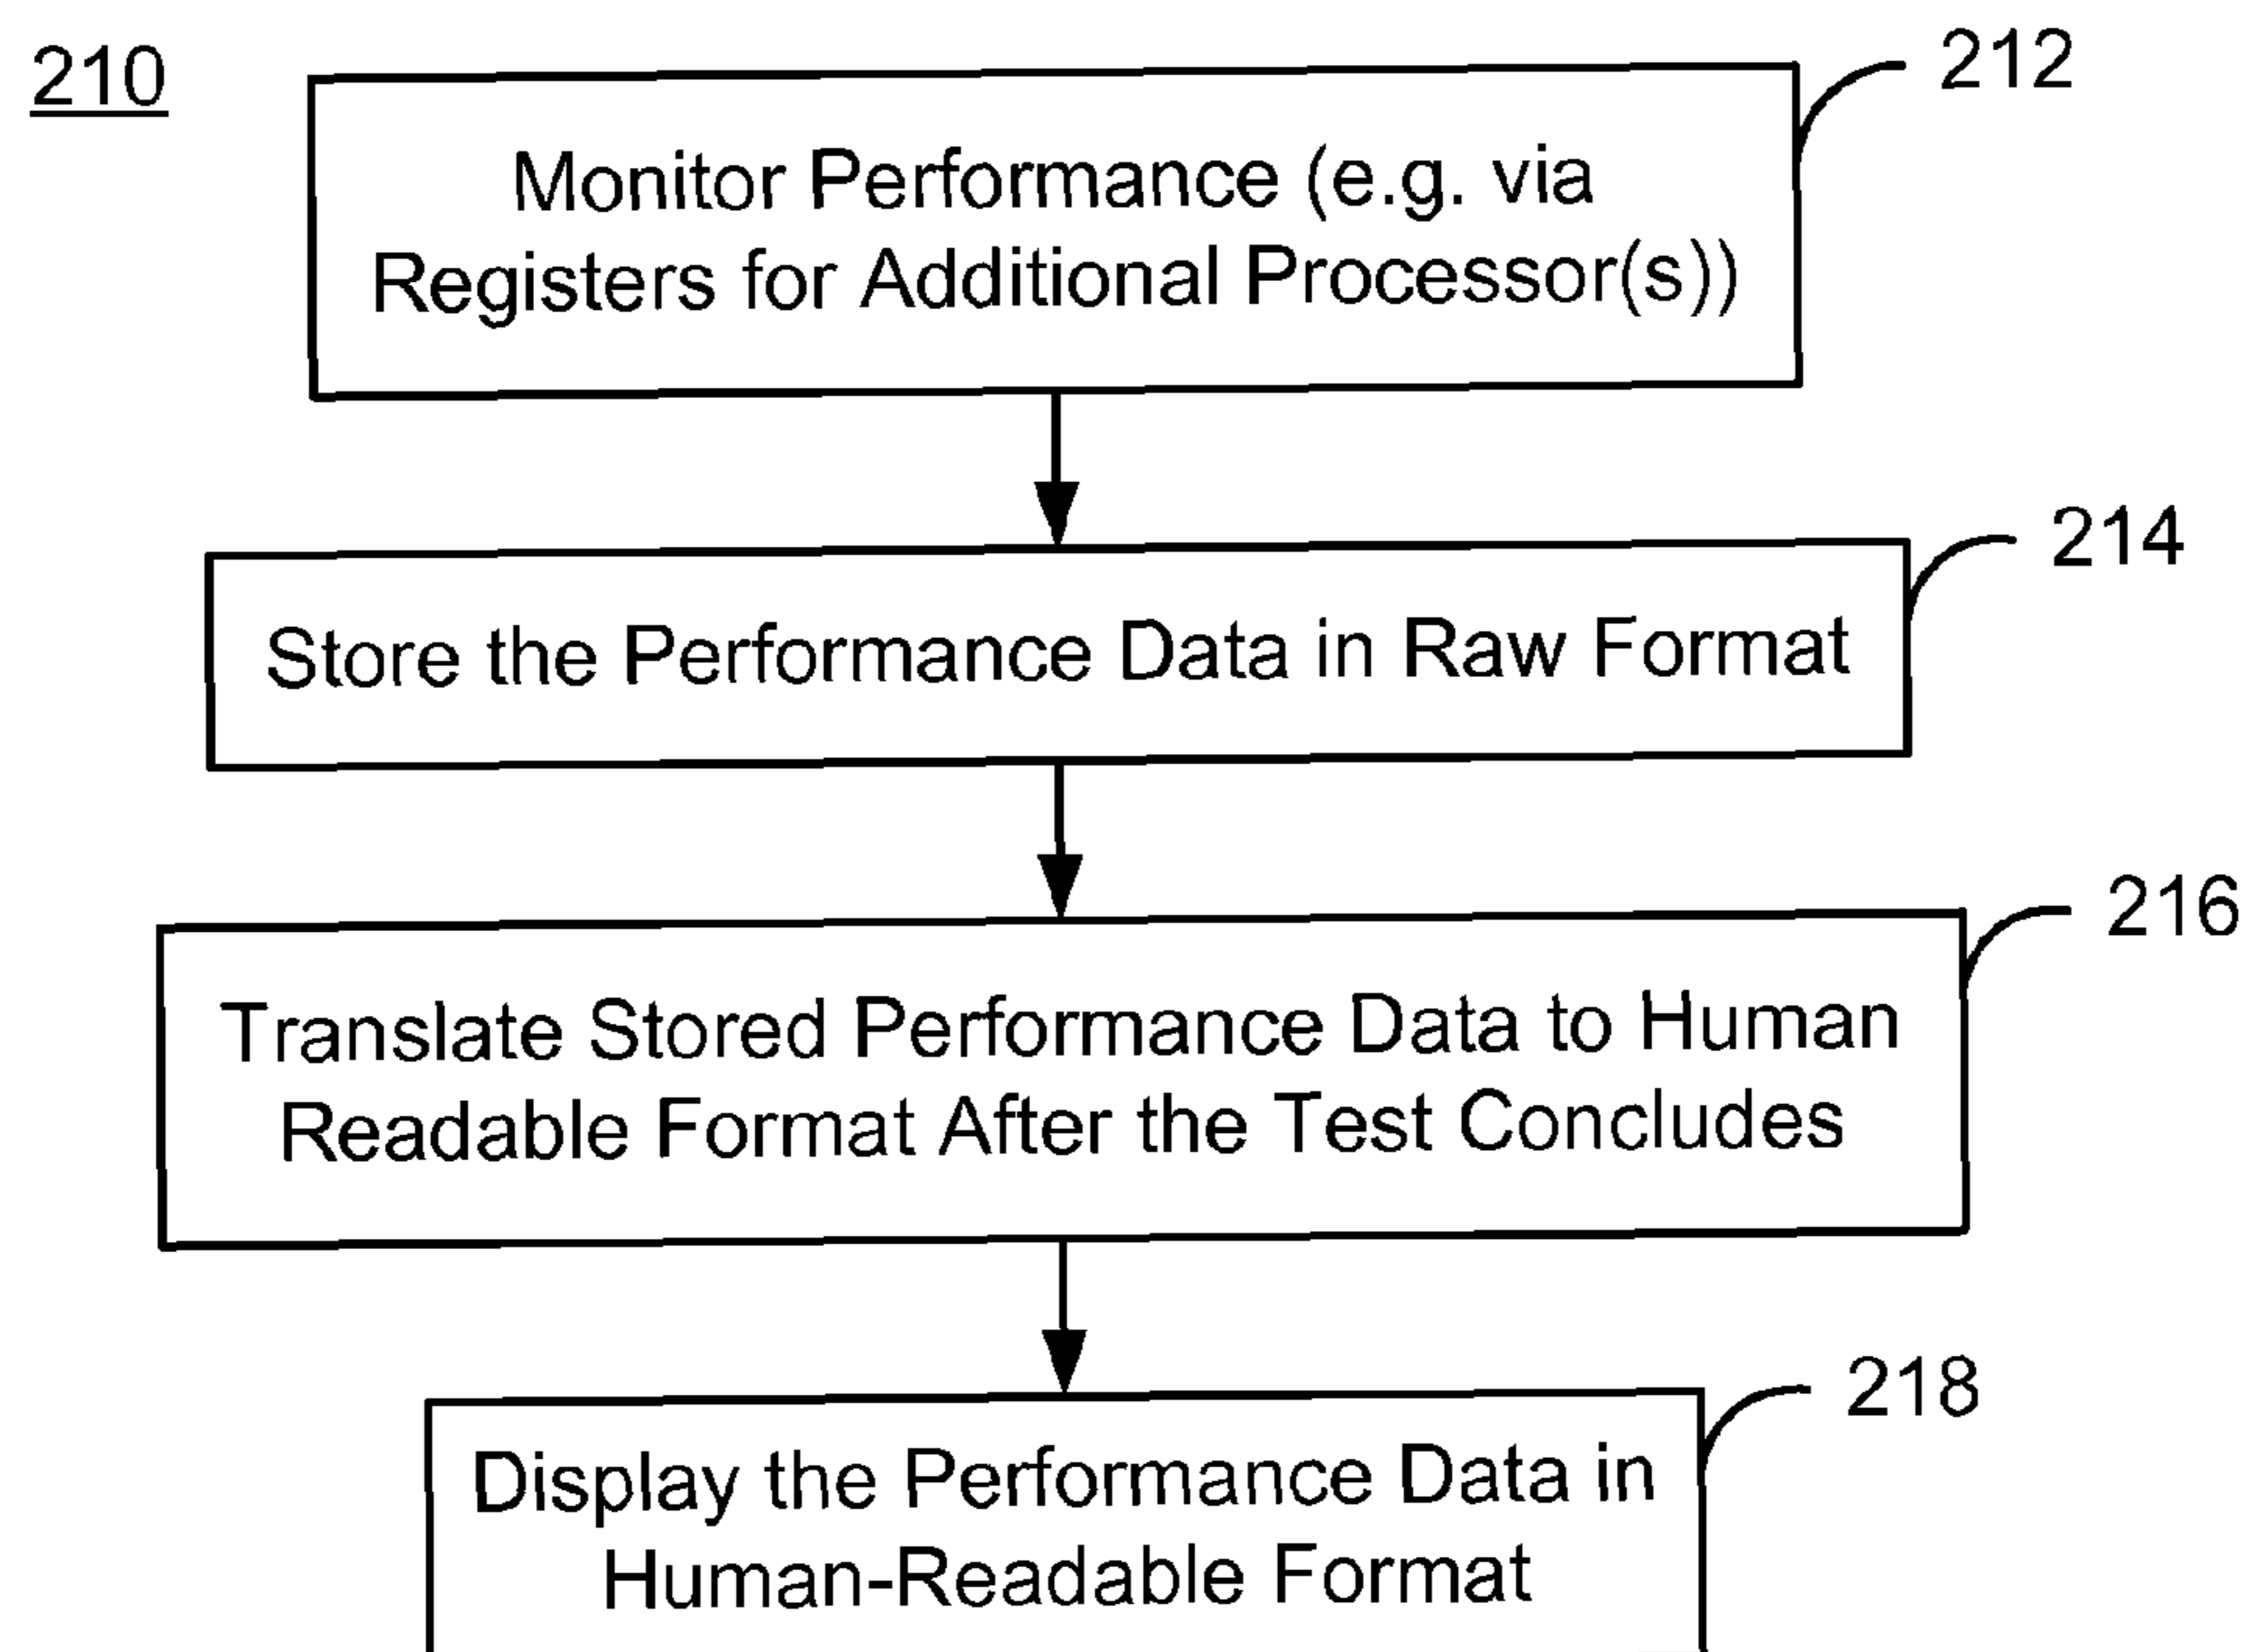 210
212
Monitor Performance (e.g. via
Registers for Additional Processor(s))
214
Store the Performance Data in Raw Format
216
Translate Stored Performance Data to Human
Readable Format After the Test Concludes
218
Display the Performance Data in
Human-Readable Format